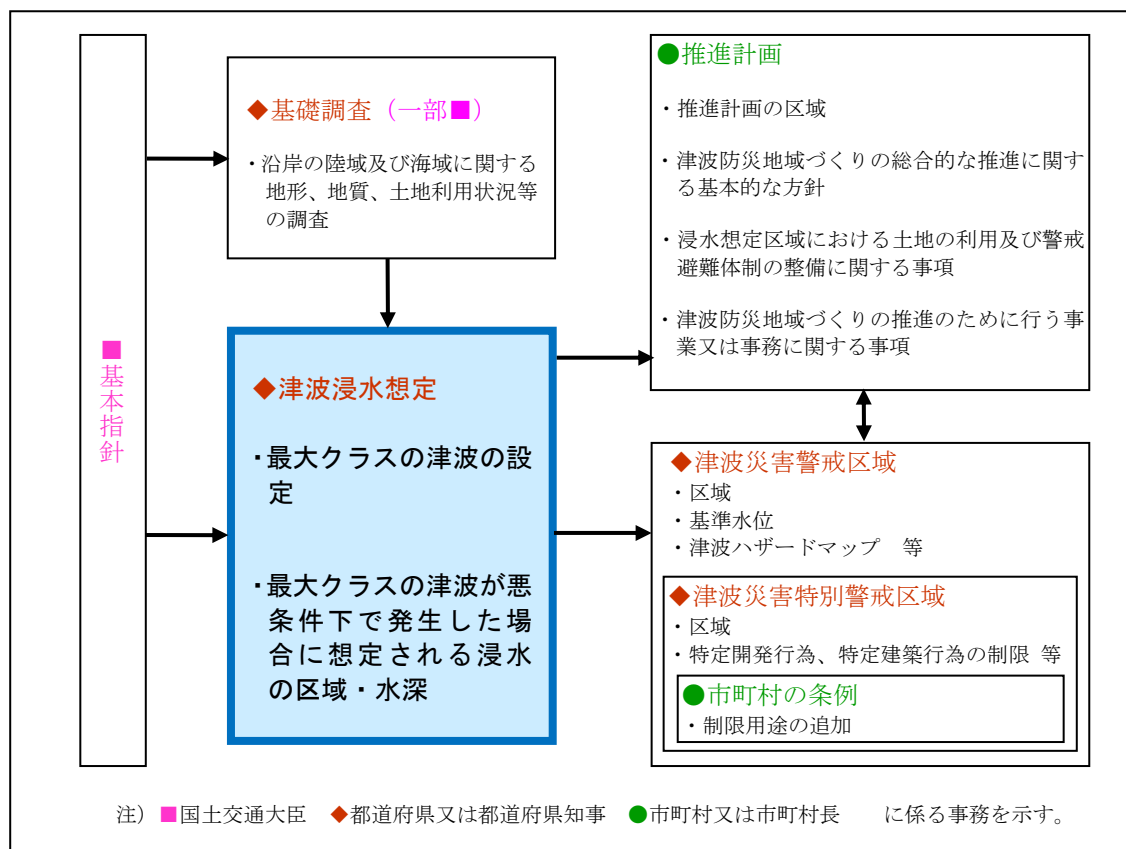 ■基本指針
◆基礎調査(一部■)
・沿岸の陸域及び海域に関する
地形、地質、土地利用状況等
の調査
◆津波浸水想定
・最大クラスの津波の設
定
・最大クラスの津波が悪
条件下で発生した場
合に想定される浸水
の区域・水深
●推進計画
・推進計画の区域
・津波防災地域づくりの総合的な推進に関す
る基本的な方針
・浸水想定区域における土地の利用及び警戒
避難体制の整備に関する事項
・津波防災地域づくりの推進のために行う事
業又は事務に関する事項
◆津波災害警戒区域
・区域
・基準水位
・津波ハザードマップ 等
◆津波災害特別警戒区域
・区域
・特定開発行為、特定建築行為の制限 等
●市町村の条例
・制限用途の追加
注) ■国土交通大臣 ◆都道府県又は都道府県知事 ●市町村又は市町村長 に係る事務を示す。